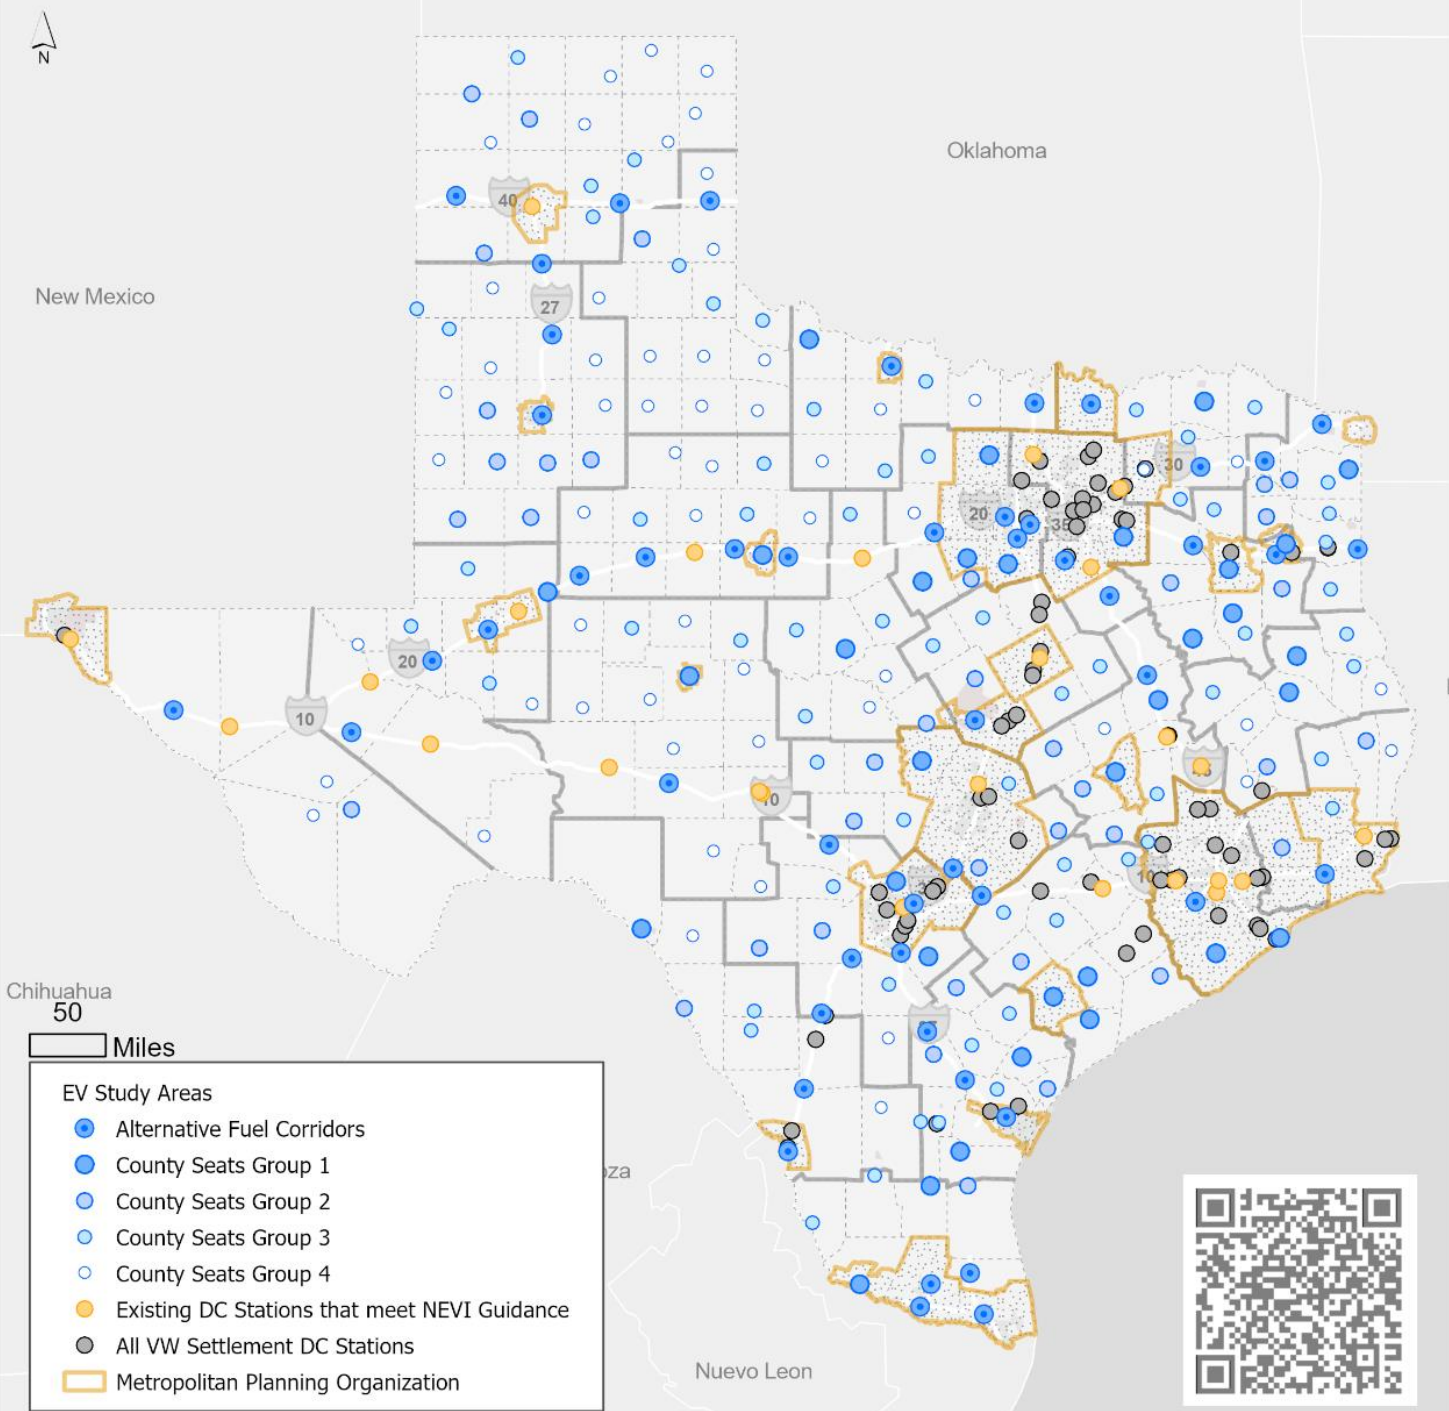 N
Oklahoma
40
New Mexico
27
30
20
35
20
10
10
10
Chihuahua
50
Miles
EV Study Areas
Alternative Fuel Corridors
County Seats Group 1
County Seats Group 2
County Seats Group 3
County Seats Group 4
Existing DC Stations that meet NEVI Guidance
All VW Settlement DC Stations
Metropolitan Planning Organization
oza
Nuevo Leon